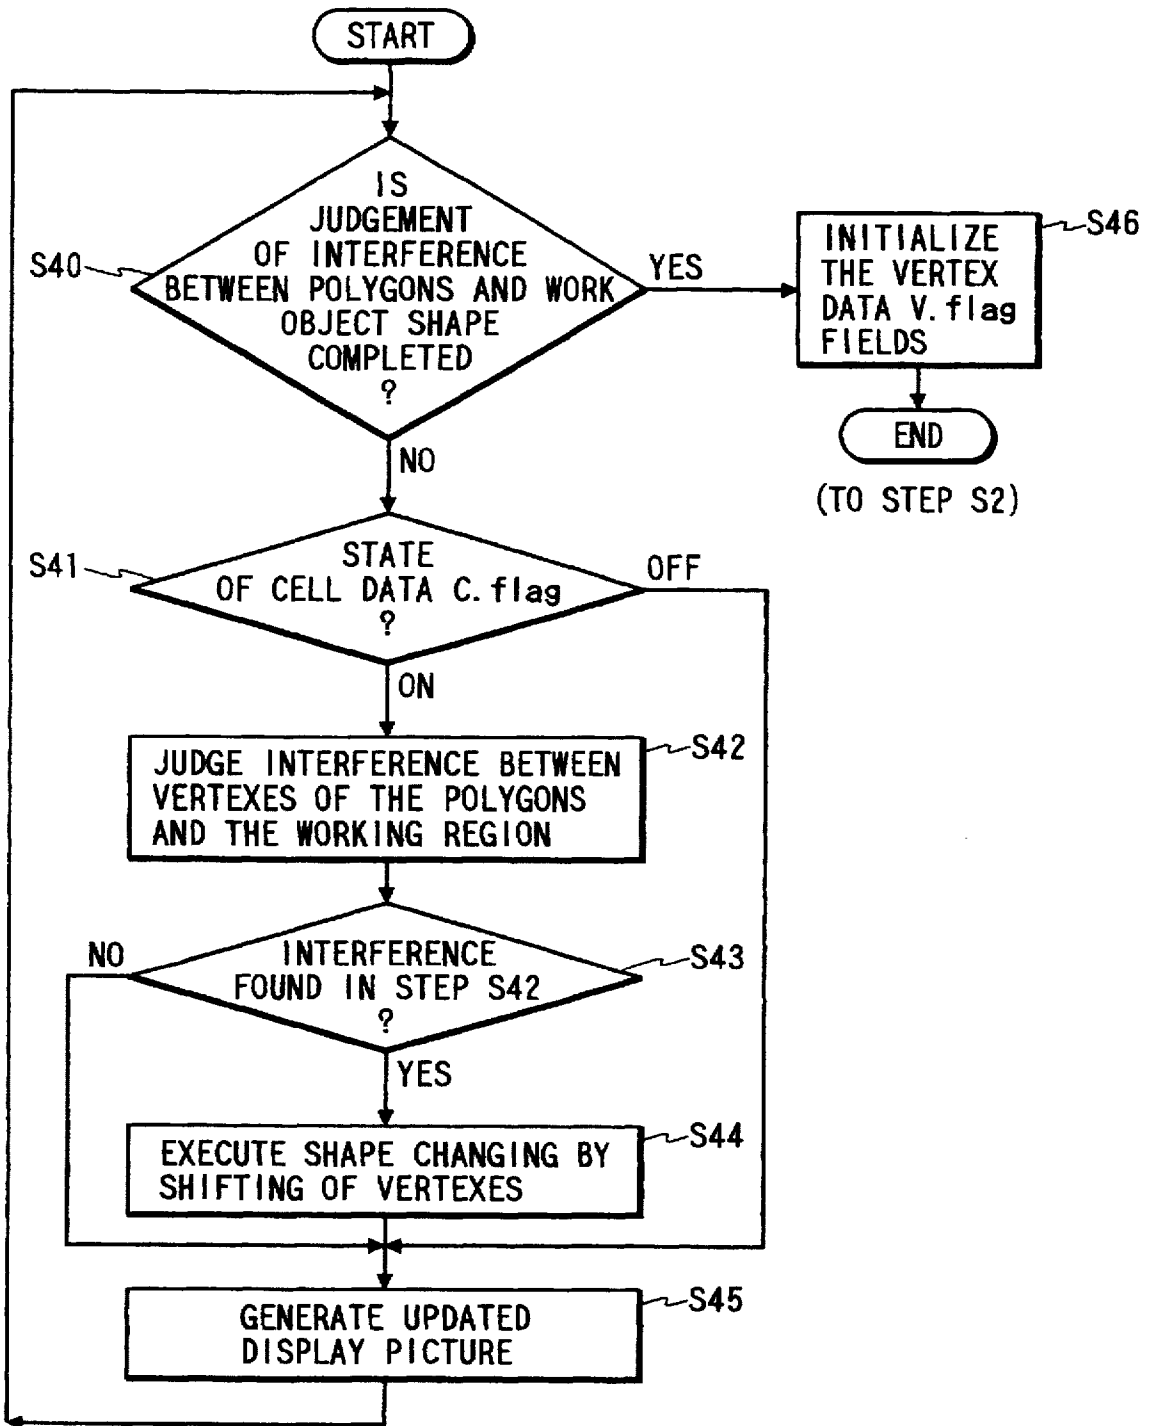 START
IS
JUDGEMENT
OF INTERFERENCE
BETWEEN POLYGONS AND WORK
OBJECT SHAPE
COMPLETED
?
S40
YES
INITIALIZE
THE VERTEX
DATA V.flag
FIELDS
S46
END
(TO STEP S2)
NO
STATE
OF CELL DATA C.flag
?
S41
OFF
ON
JUDGE INTERFERENCE BETWEEN
VERTEXES OF THE POLYGONS
AND THE WORKING REGION
S42
NO
INTERFERENCE
FOUND IN STEP S42
?
S43
YES
EXECUTE SHAPE CHANGING BY
SHIFTING OF VERTEXES
S44
GENERATE UPDATED
DISPLAY PICTURE
S45